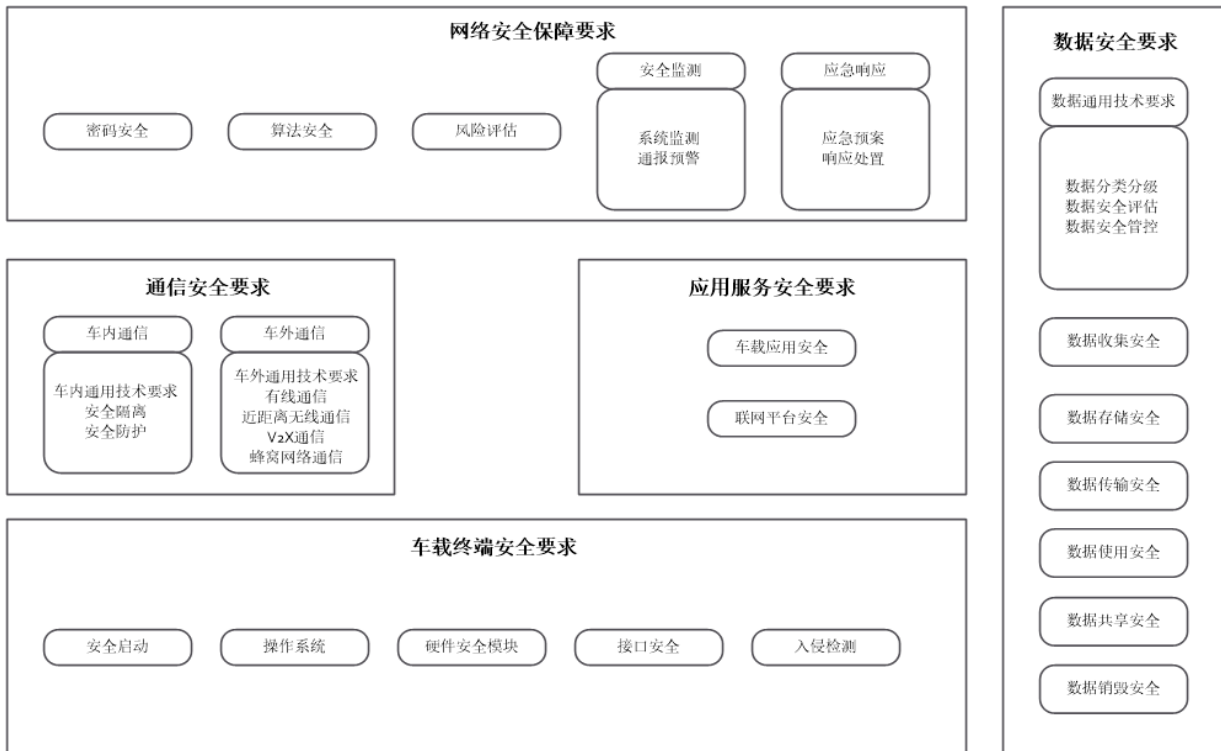 网络安全保障要求
密码安全
算法安全
风险评估
安全监测
系统监测
通报预警
应急响应
应急预案
响应处置
通信安全要求
车内通信
车内通用技术要求
安全隔离
安全防护
车外通信
车外通用技术要求
有线通信
近距离无线通信
V2X通信
蜂窝网络通信
应用服务安全要求
车载应用安全
联网平台安全
车载终端安全要求
安全启动
操作系统
硬件安全模块
接口安全
入侵检测
数据安全要求
数据通用技术要求
数据分类分级
数据安全评估
数据安全管控
数据收集安全
数据存储安全
数据传输安全
数据使用安全
数据共享安全
数据销毁安全